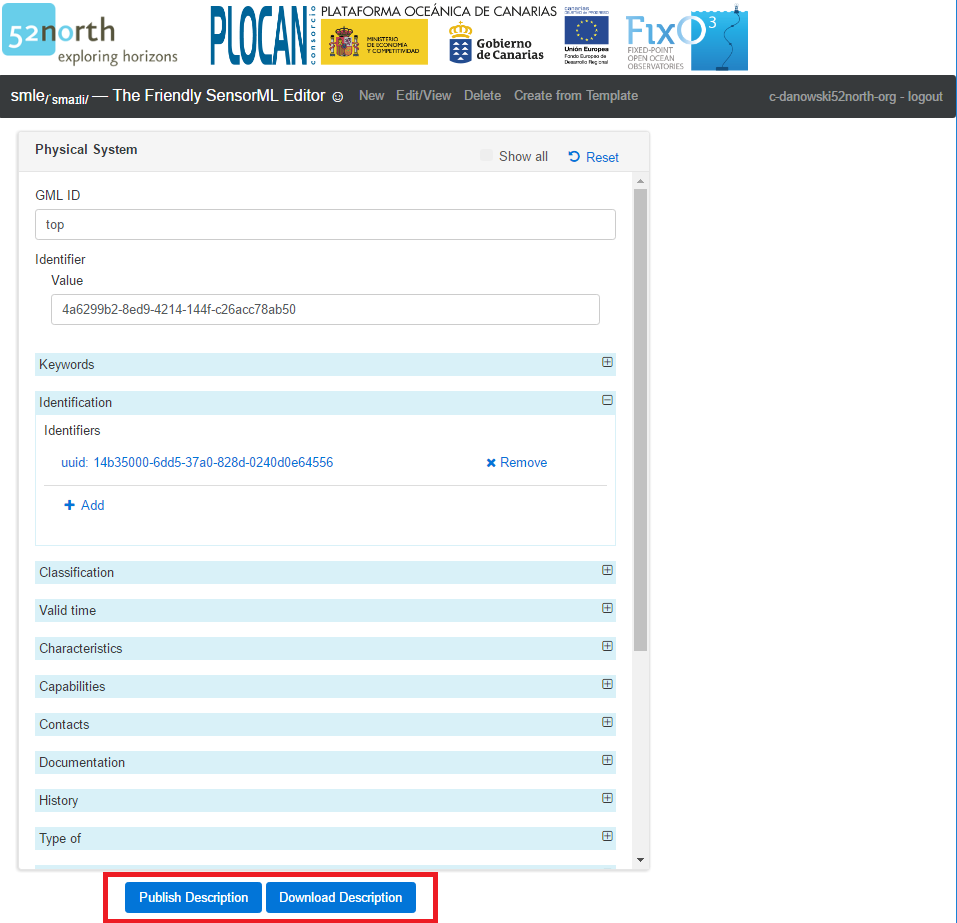 52north
exploring horizons
PLOCAN
consorcio
PLATAFORMA OCEÁNICA DE CANARIAS
MINISTERIO
DE ECONOMIA
Y COMPETITIVIDAD
Gobierno
de Canarias
canarias
Unión Europea
Fondo Europeo de
Desarrollo Regional
FixO3
FIXED-POINT
OPEN OCEAN
OBSERVATORIES
smle/ˈsmaɪli/ — The Friendly SensorML Editor ☺ New Edit/View Delete Create from Template c-danowski52north-org - logout
Physical System
Show all Reset
GML ID
top
Identifier
Value
4a6299b2-8ed9-4214-144f-c26acc78ab50
Keywords
Identification
Identifiers
uuid: 14b35000-6dd5-37a0-828d-0240d0e64556 Remove
Add
Classification
Valid time
Characteristics
Capabilities
Contacts
Documentation
History
Type of
Publish Description Download Description